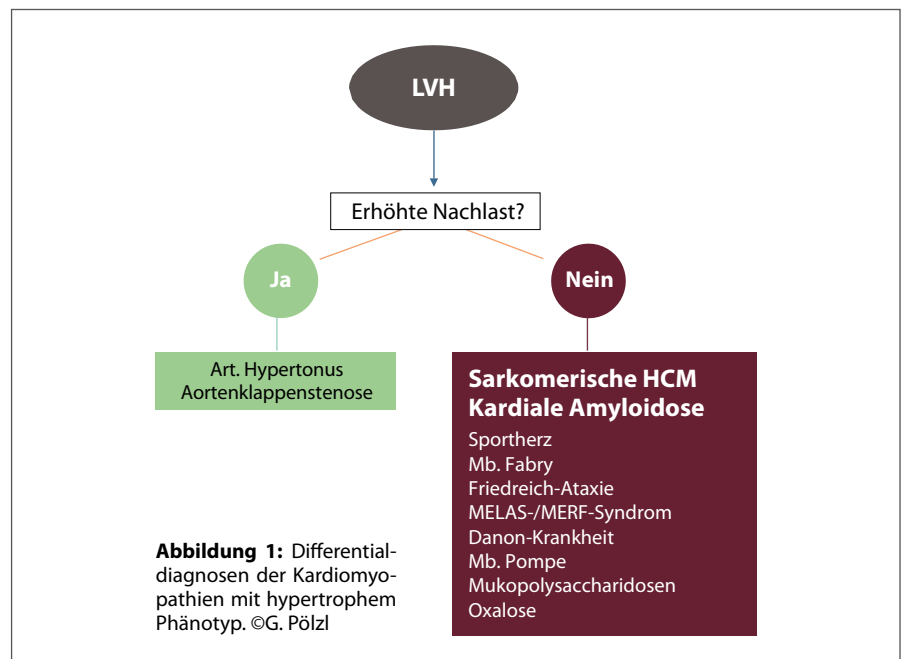 LVH
Erhöhte Nachlast?
Ja
Nein
Art. Hypertonus
Aortenklappenstenose
Sarkomerische HCM
Kardiale Amyloidose
Sportherz
Mb. Fabry
Friedreich-Ataxie
MELAS-/MERF-Syndrom
Danon-Krankheit
Mb. Pompe
Mukopolysaccharidosen
Oxalose
Abbildung 1: Differential-
diagnosen der Kardiomyo-
pathien mit hypertrophem
Phänotyp. ©G. Pölzl